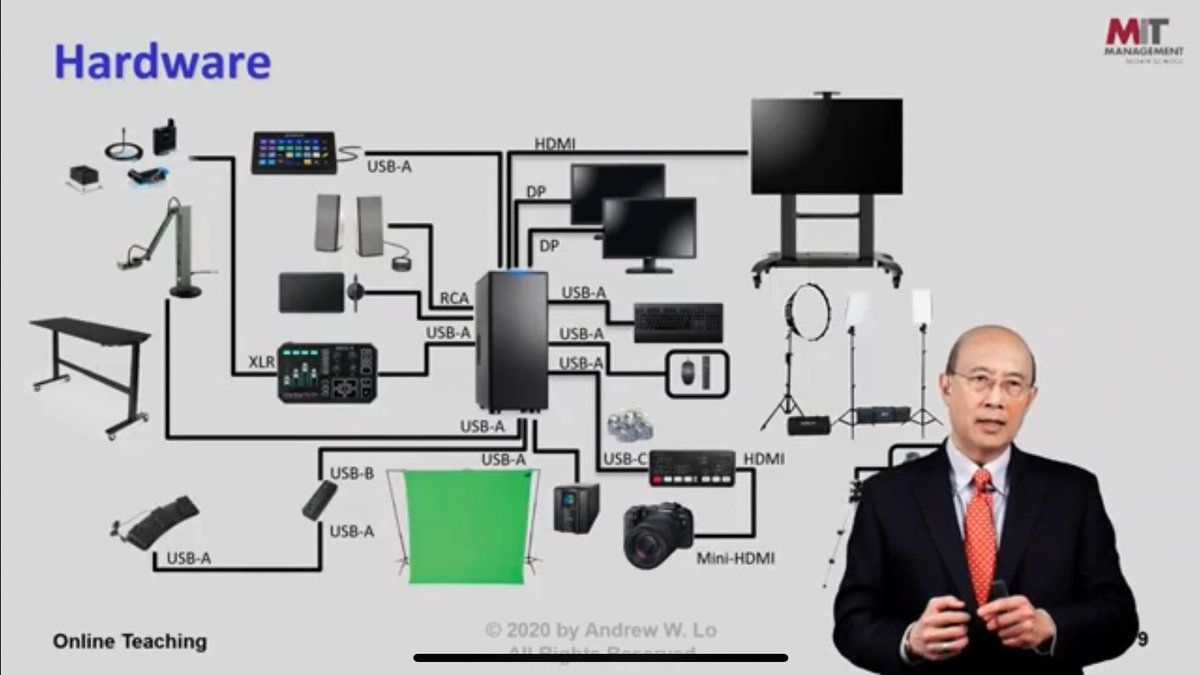 Hardware
MIT
MANAGEMENT
SLOAN SCHOOL
HDMI
USB-A
DP
DP
RCA
USB-A
USB-A
USB-A
XLR
USB-A
USB-A
USB-A
USB-C
HDMI
USB-B
USB-A
USB-A
Mini-HDMI
Online Teaching
© 2020 by Andrew W. Lo
All Rights Reserved
9